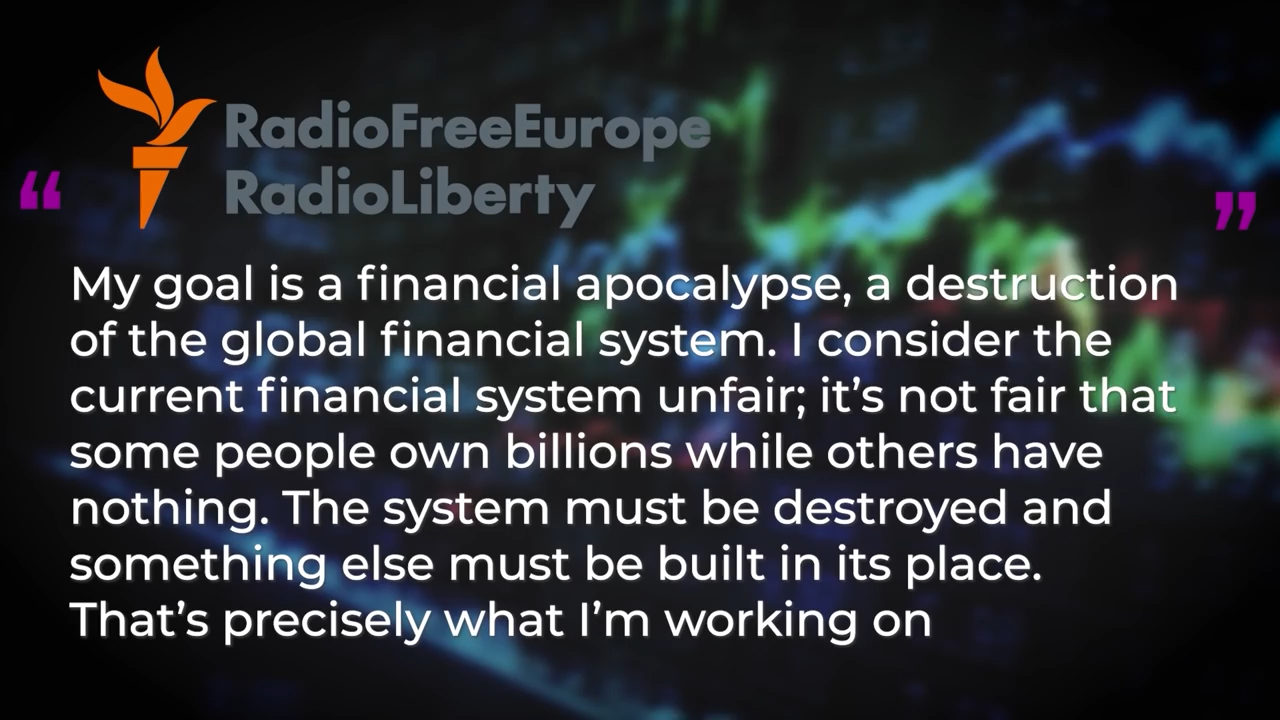 RadioFreeEurope
RadioLiberty
“
”
My goal is a financial apocalypse, a destruction
of the global financial system. I consider the
current financial system unfair; it’s not fair that
some people own billions while others have
nothing. The system must be destroyed and
something else must be built in its place.
That’s precisely what I’m working on